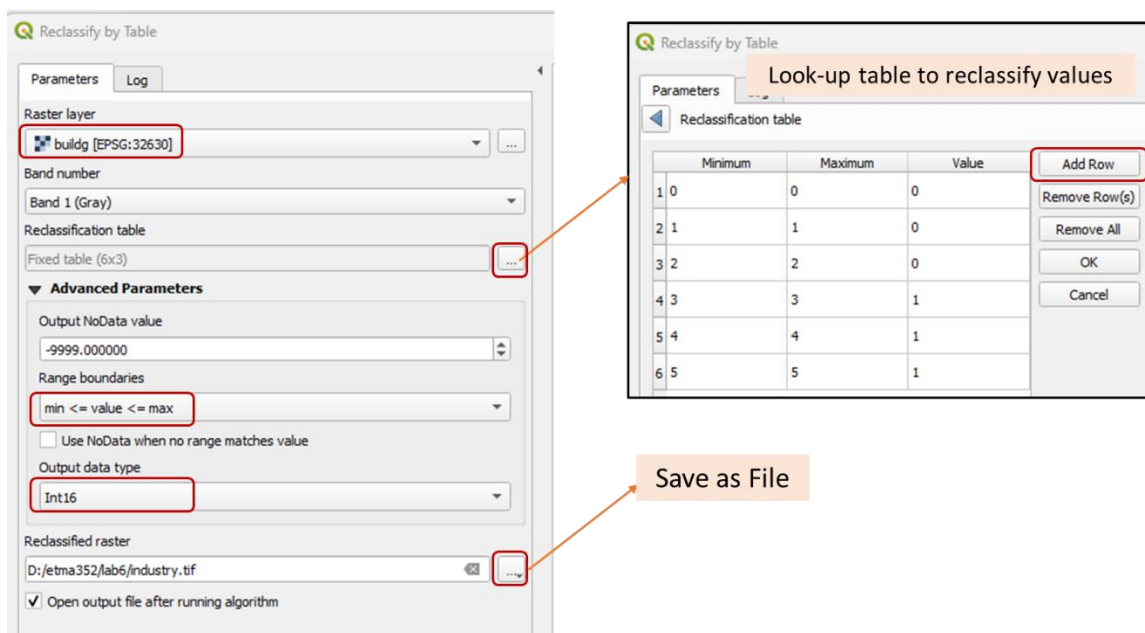 Reclassify by Table
Parameters
Log
Raster layer
buildg [EPSG:32630]
...
Band number
Band 1 (Gray)
Reclassification table
Fixed table (6x3)
...
Advanced Parameters
Output NoData value
-9999.000000
Range boundaries
min <= value <= max
Use NoData when no range matches value
Output data type
Int16
Reclassified raster
D:/etma352/lab6/industry.tif
...
Open output file after running algorithm
Reclassify by Table
Look-up table to reclassify values
Parameters
Reclassification table
Minimum Maximum Value
1 0 0 0
2 1 1 0
3 2 2 0
4 3 3 1
5 4 4 1
6 5 5 1
Add Row
Remove Row(s)
Remove All
OK
Cancel
Save as File